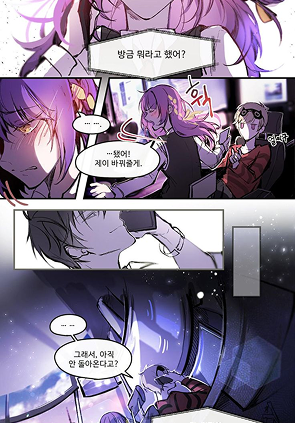 방금 뭐라고 했어?
... ...
...됐어!
제이 바꿔줄게.
... ...
그래서, 아직
안 돌아온다고?